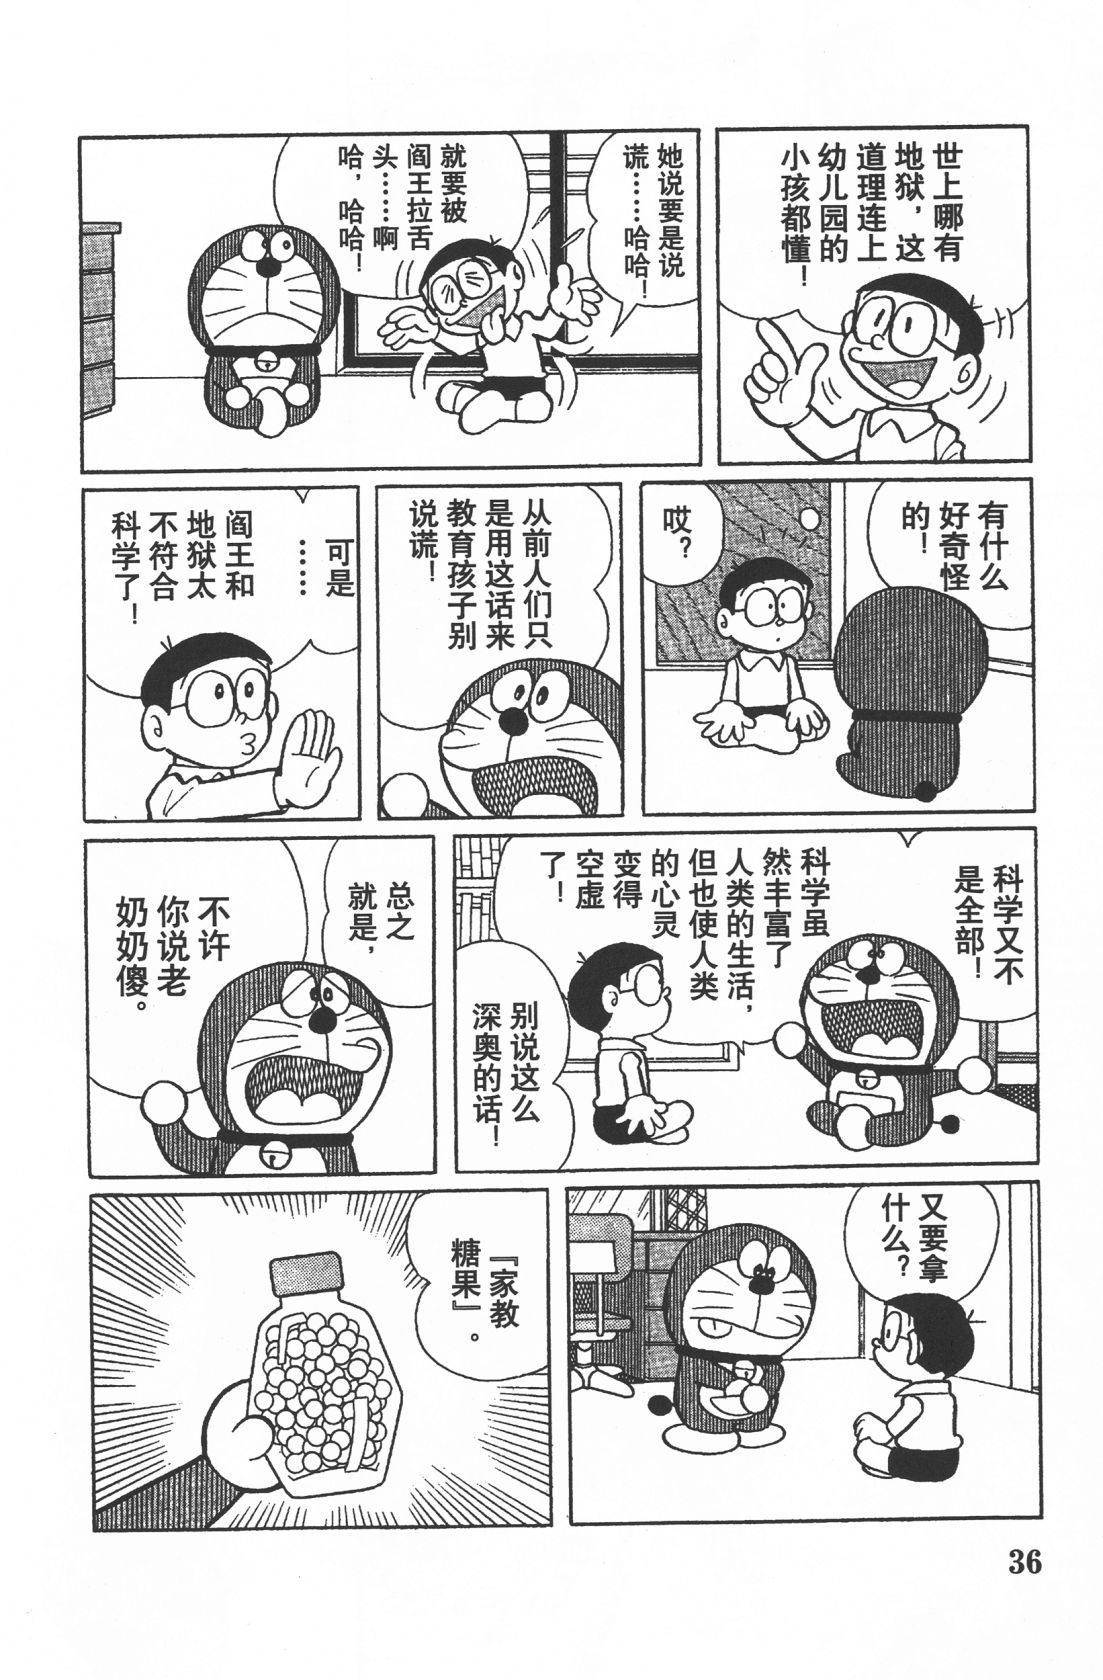 世上哪有
地狱，这
道理连上
幼儿园的
小孩都懂！
她说要是说
谎……哈哈！
就要被
阎王拉舌
头……啊
哈，哈哈！
有什么
好奇怪
的！
哎？
从前人们只
是用这话来
教育孩子别
说谎！
可是
……
阎王和
地狱太
不符合
科学了！
科学又不
是全部！
科学虽
然丰富了
人类的生活，
但也使人类
的心灵
变得
空虚
了！
别说这么
深奥的话！
总之
就是，
不许
你说老
奶奶傻。
又要拿
什么？
『家教
糖果』。
36